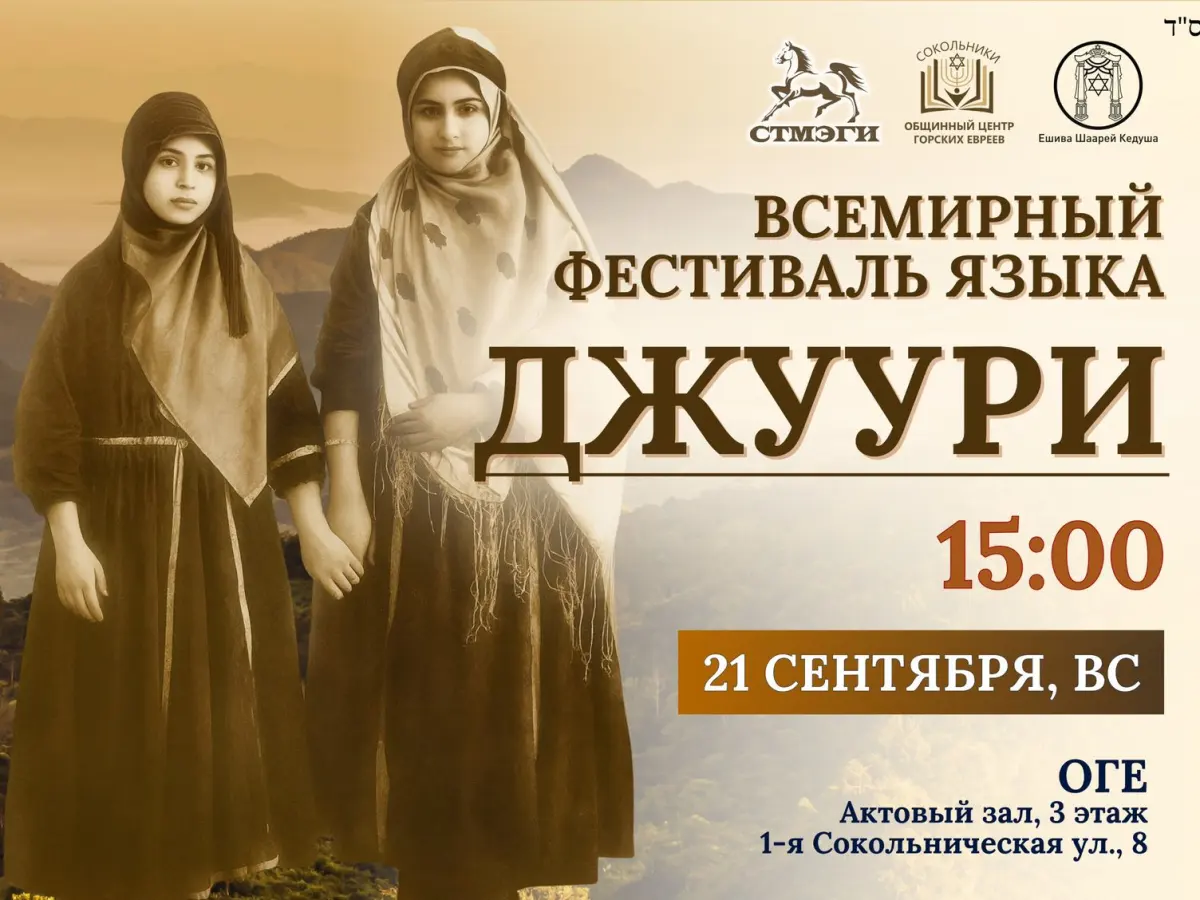 ס"ד
СТМЭГИ
СОКОЛЬНИКИ
ОБЩИННЫЙ ЦЕНТР
ГОРСКИХ ЕВРЕЕВ
Ешива Шаарей Кедуша
ВСЕМИРНЫЙ
ФЕСТИВАЛЬ ЯЗЫКА
ДЖУУРИ
15:00
21 СЕНТЯБРЯ, ВС
ОГЕ
Актовый зал, 3 этаж
1-я Сокольническая ул., 8